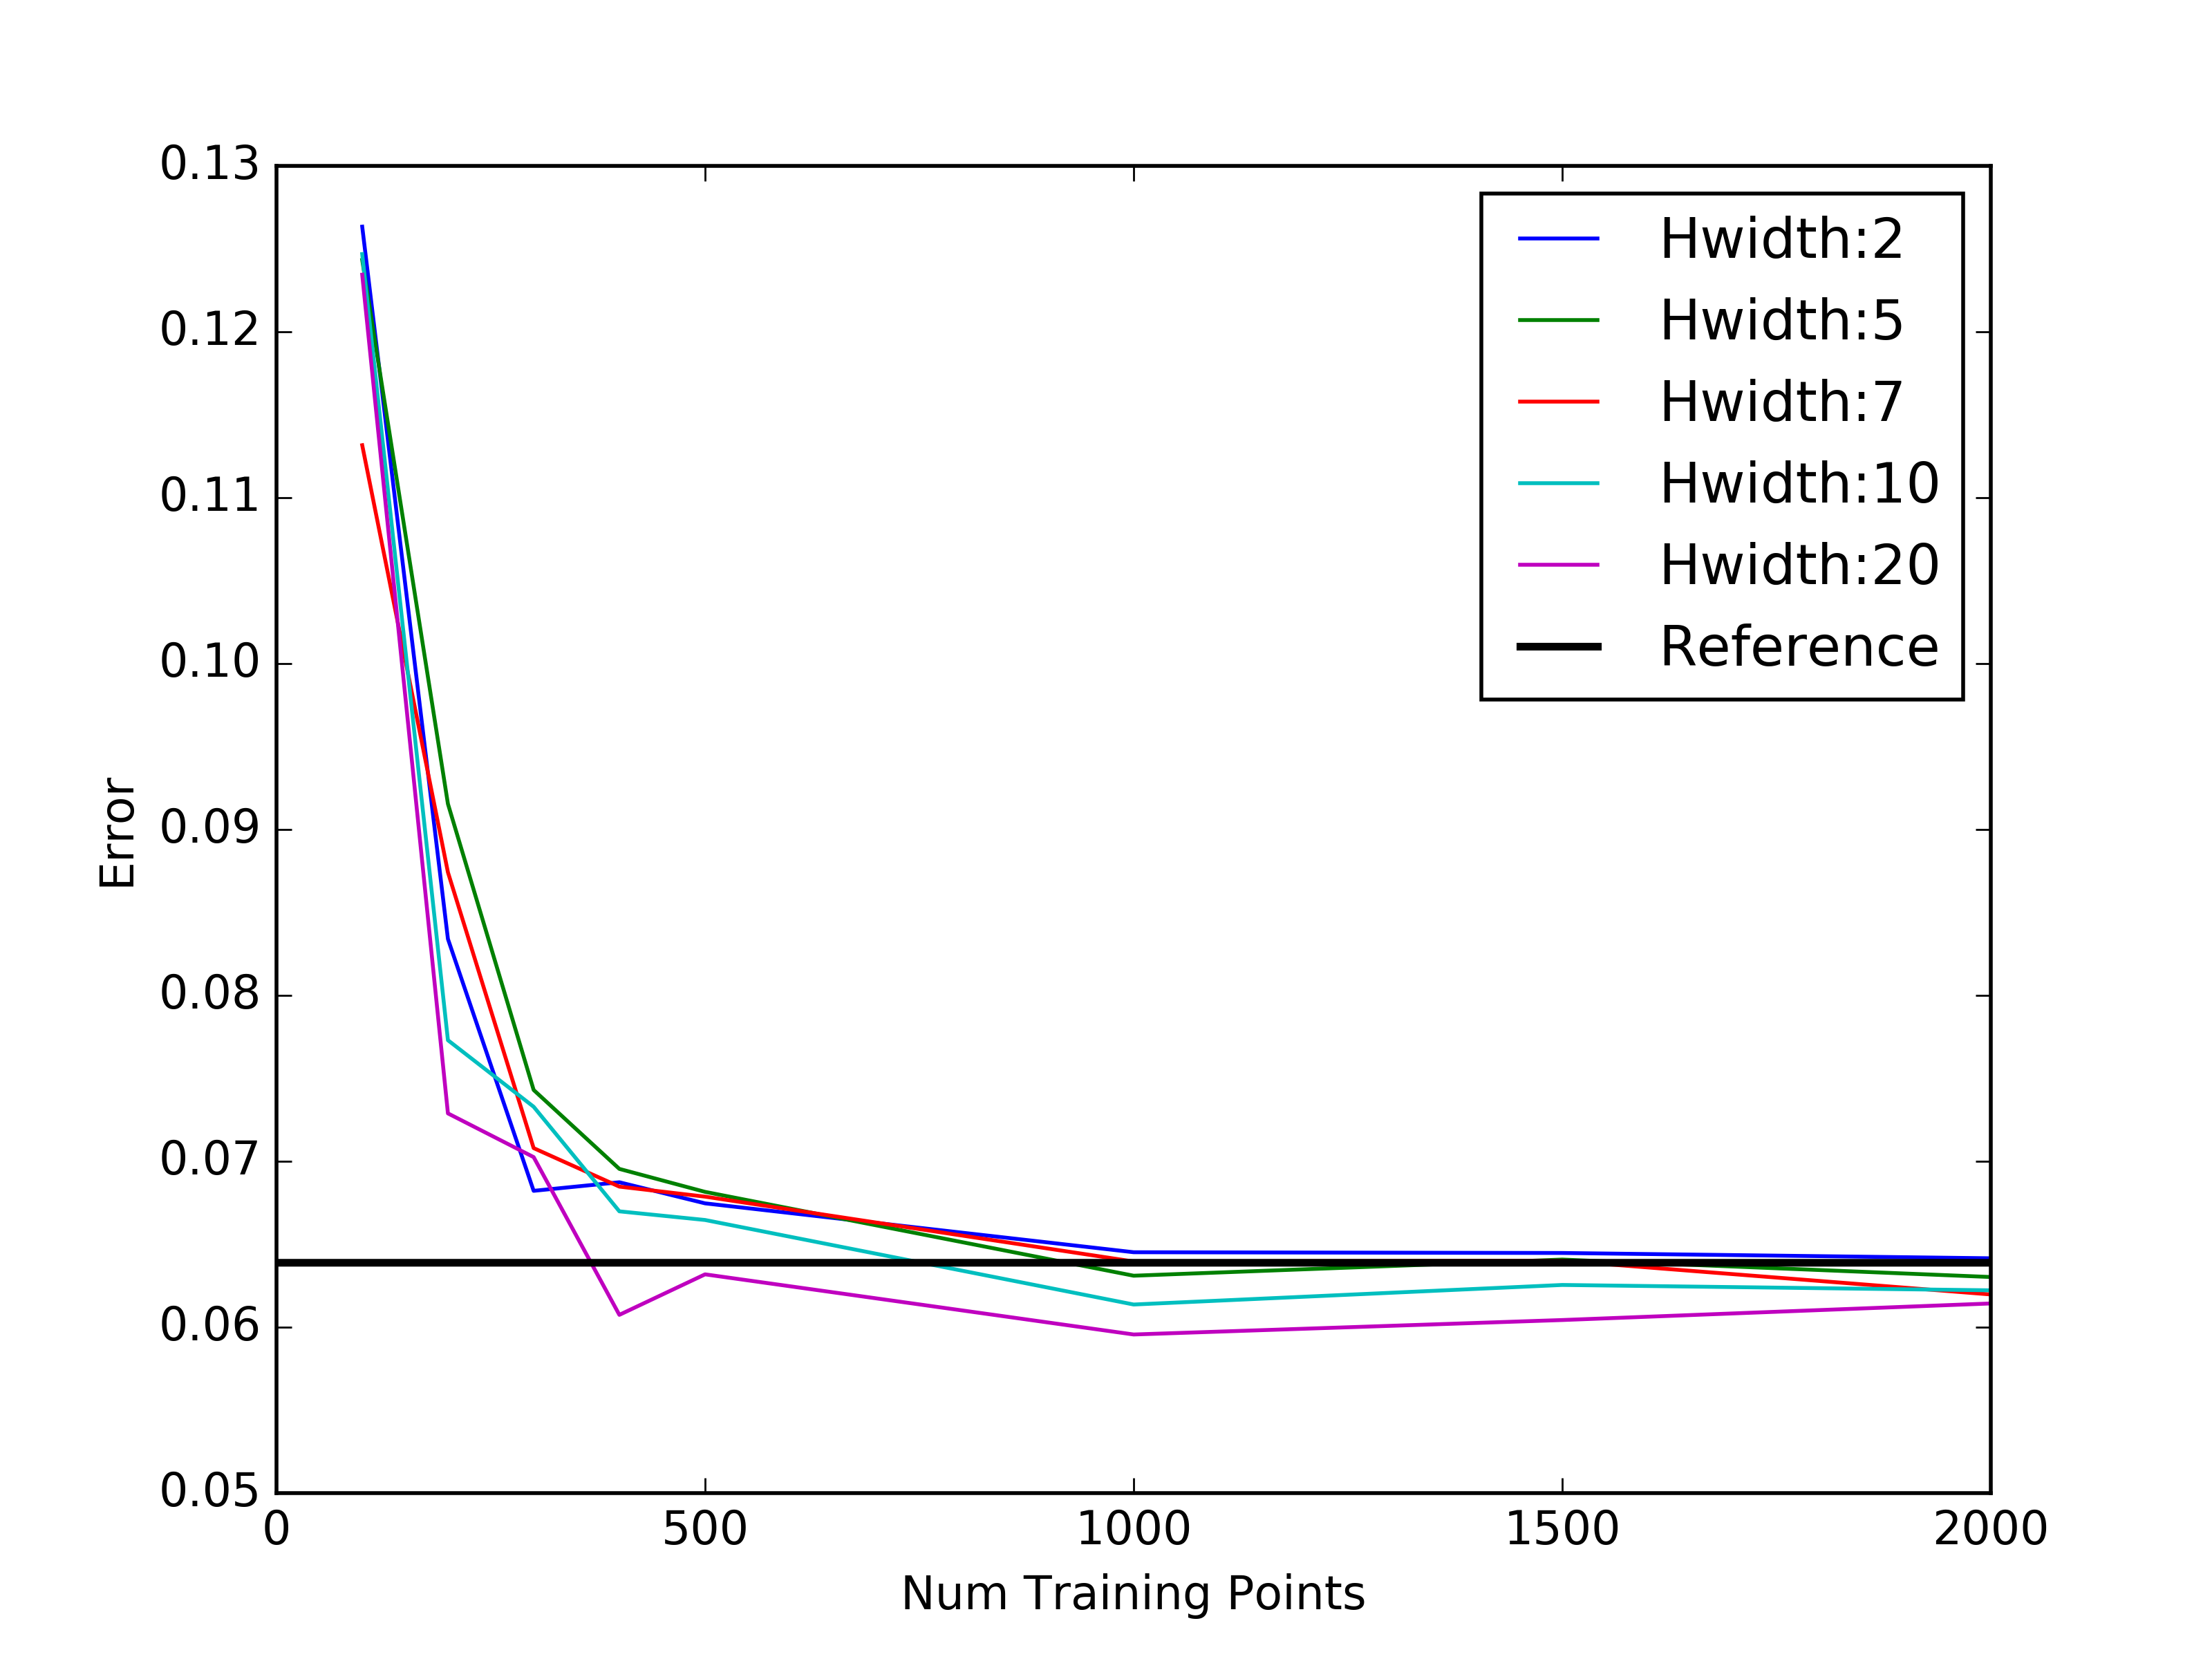 0.13
0.12
0.11
0.10
0.09
0.08
0.07
0.06
0.05
Error
0 500 1000 1500 2000
Num Training Points
Hwidth:2
Hwidth:5
Hwidth:7
Hwidth:10
Hwidth:20
Reference